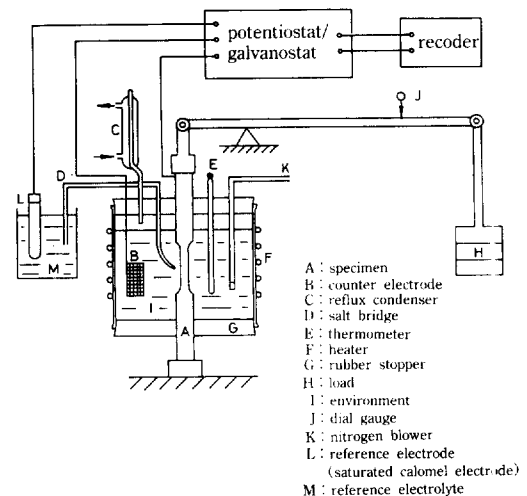 potentiostat/
galvanostat
recoder
J
C
E
K
D
L
B
F
H
M
I
A
G
A : specimen
B : counter electrode
C : reflux condenser
D : salt bridge
E : thermometer
F : heater
G : rubber stopper
H : load
I : environment
J : dial gauge
K : nitrogen blower
L : reference electrode
(saturated calomel electrode)
M : reference electrolyte